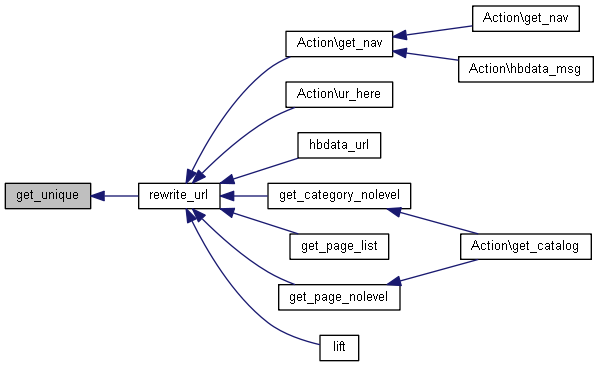 Action\get_nav
Action\get_nav
Action\hbdata_msg
Action\ur_here
hbdata_url
get_unique
rewrite_url
get_category_nolevel
get_page_list
Action\get_catalog
get_page_nolevel
lift